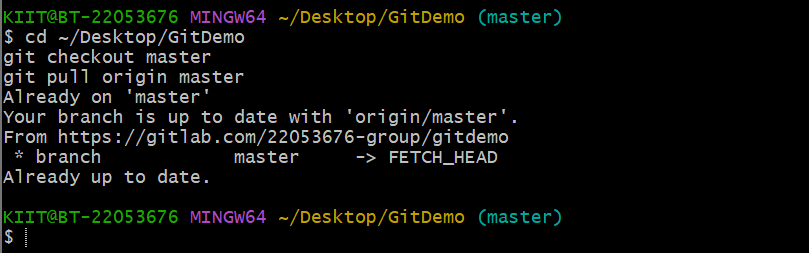 KIIT@BT-22053676 MINGW64 ~/Desktop/GitDemo (master)
$ cd ~/Desktop/GitDemo
git checkout master
git pull origin master
Already on 'master'
Your branch is up to date with 'origin/master'.
From https://gitlab.com/22053676-group/gitdemo
 * branch            master     -> FETCH_HEAD
Already up to date.

KIIT@BT-22053676 MINGW64 ~/Desktop/GitDemo (master)
$